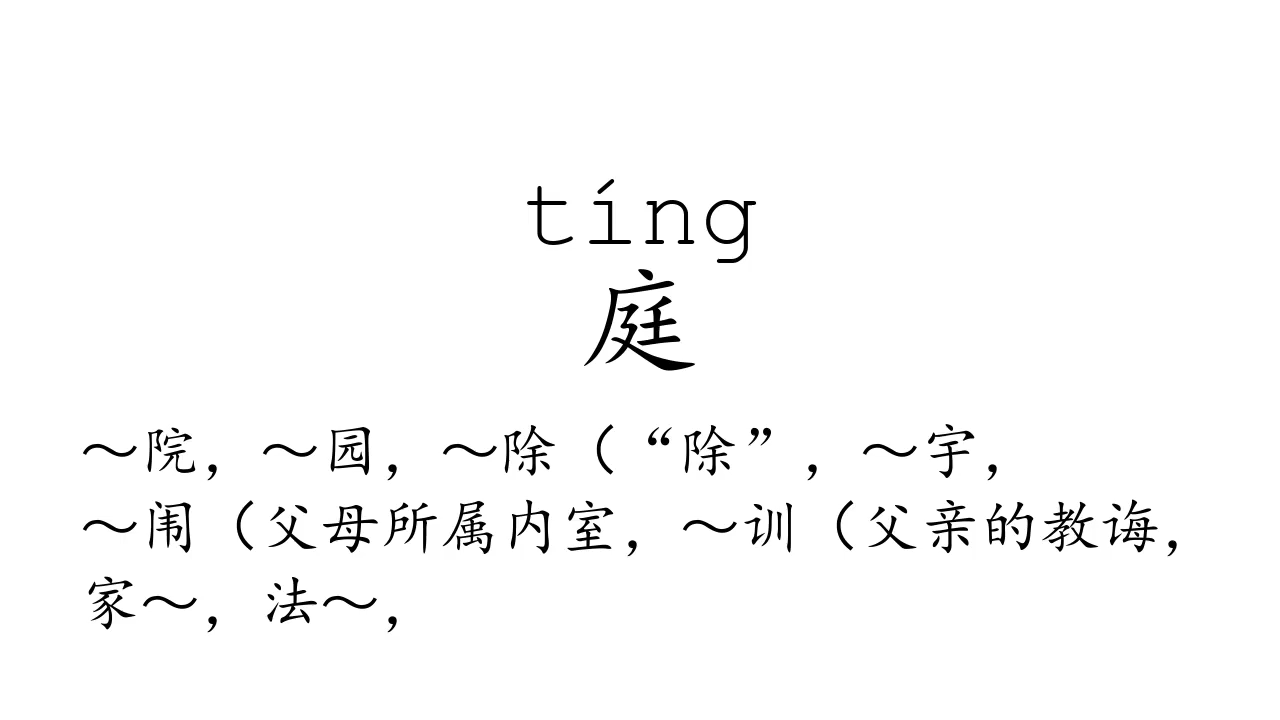 tíng
庭
～院，～园，～除（“除”，～宇，
～闱（父母所属内室，～训（父亲的教诲，
家～，法～，